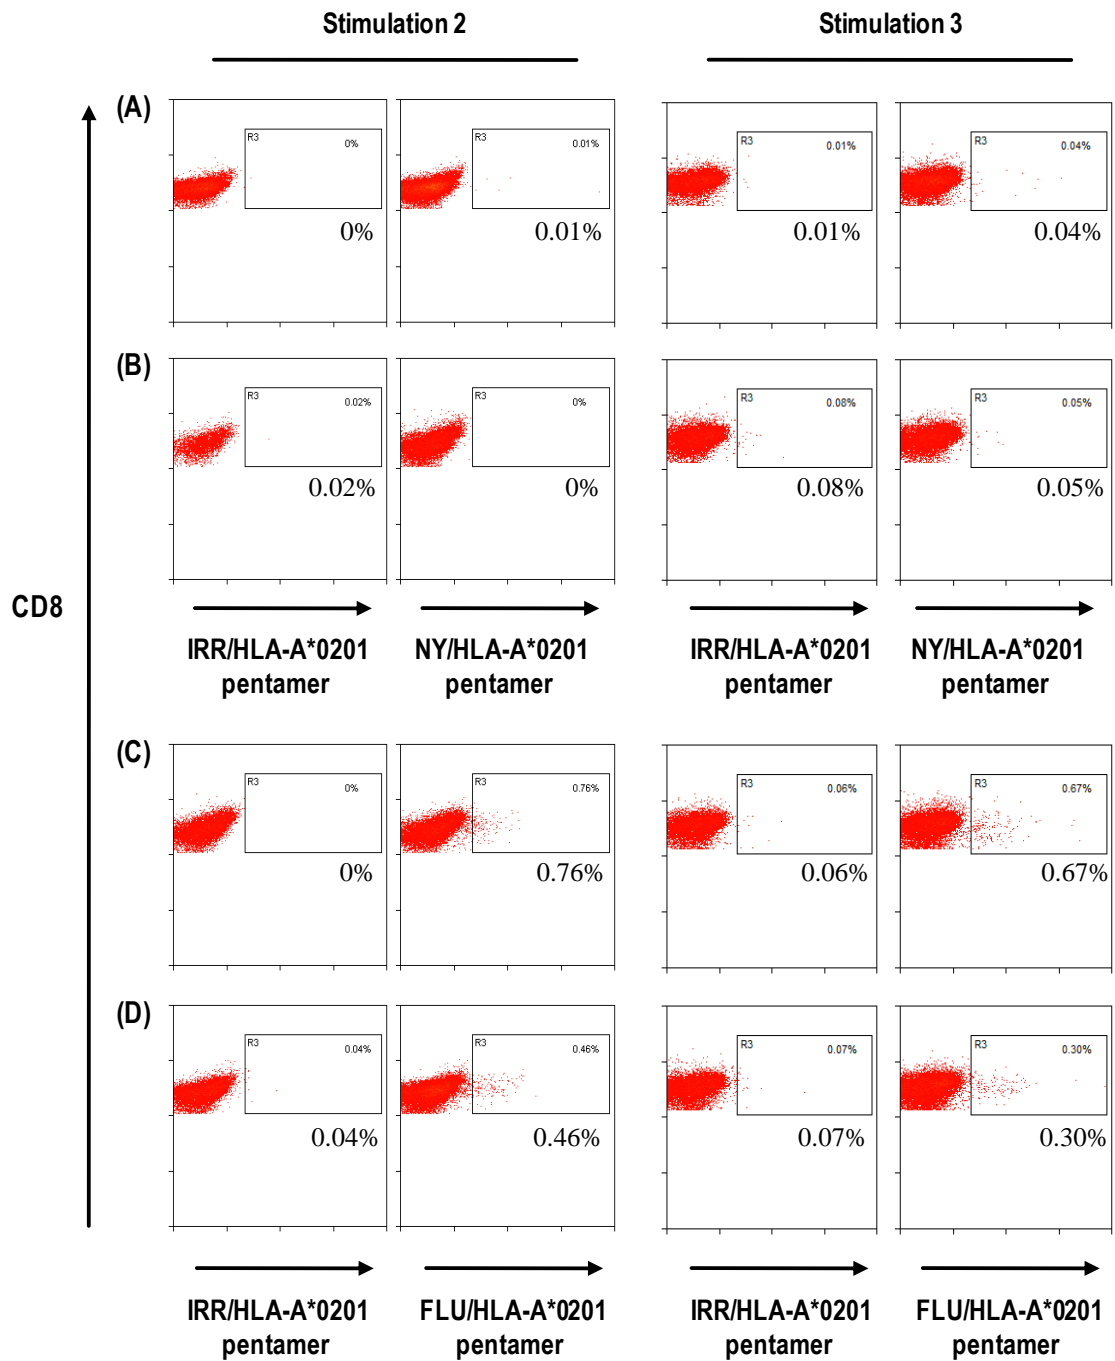 Stimulation 2
Stimulation 3
(A)
R3 0%
R3 0.01%
R3 0.01%
R3 0.04%
0%
0.01%
0.01%
0.04%
(B)
R3 0.02%
R3 0%
R3 0.08%
R3 0.05%
0.02%
0%
0.08%
0.05%
CD8
IRR/HLA-A*0201
pentamer
NY/HLA-A*0201
pentamer
IRR/HLA-A*0201
pentamer
NY/HLA-A*0201
pentamer
(C)
R3 0%
R3 0.76%
R3 0.06%
R3 0.67%
0%
0.76%
0.06%
0.67%
(D)
R3 0.04%
R3 0.46%
R3 0.07%
R3 0.30%
0.04%
0.46%
0.07%
0.30%
IRR/HLA-A*0201
pentamer
FLU/HLA-A*0201
pentamer
IRR/HLA-A*0201
pentamer
FLU/HLA-A*0201
pentamer